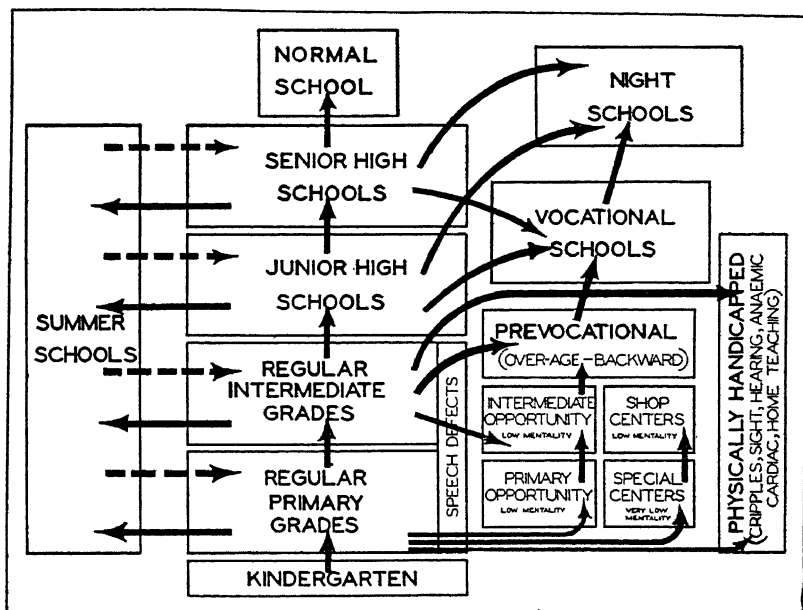 NORMAL
SCHOOL
NIGHT
SCHOOLS
SENIOR HIGH
SCHOOLS
VOCATIONAL
SCHOOLS
JUNIOR HIGH
SCHOOLS
SUMMER
SCHOOLS
PREVOCATIONAL
(OVER-AGE-BACKWARD)
REGULAR
INTERMEDIATE
GRADES
INTERMEDIATE
OPPORTUNITY
LOW MENTALITY
SHOP
CENTERS
LOW MENTALITY
REGULAR
PRIMARY
GRADES
SPEECH DEFECTS
PRIMARY
OPPORTUNITY
LOW MENTALITY
SPECIAL
CENTERS
VERY LOW
MENTALITY
PHYSICALLY HANDICAPPED
(CRIPPLES, SIGHT, HEARING, ANAEMIC
CARDIAC, HOME TEACHING)
KINDERGARTEN